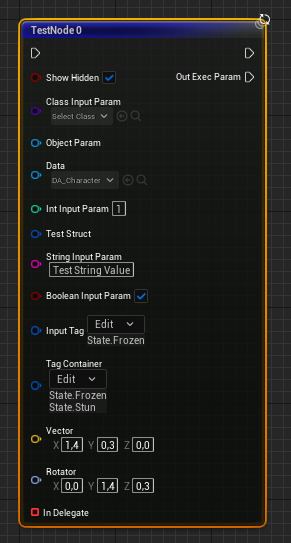 TestNode 0
Show Hidden
Out Exec Param
Class Input Param
Select Class
Object Param
Data
DA_Character
Int Input Param 1
Test Struct
String Input Param
Test String Value
Boolean Input Param
Input Tag Edit
State.Frozen
Tag Container
Edit
State.Frozen
State.Stun
Vector
X 1,4 Y 0,3 Z 0,0
Rotator
X 0,0 Y 1,4 Z 0,3
In Delegate